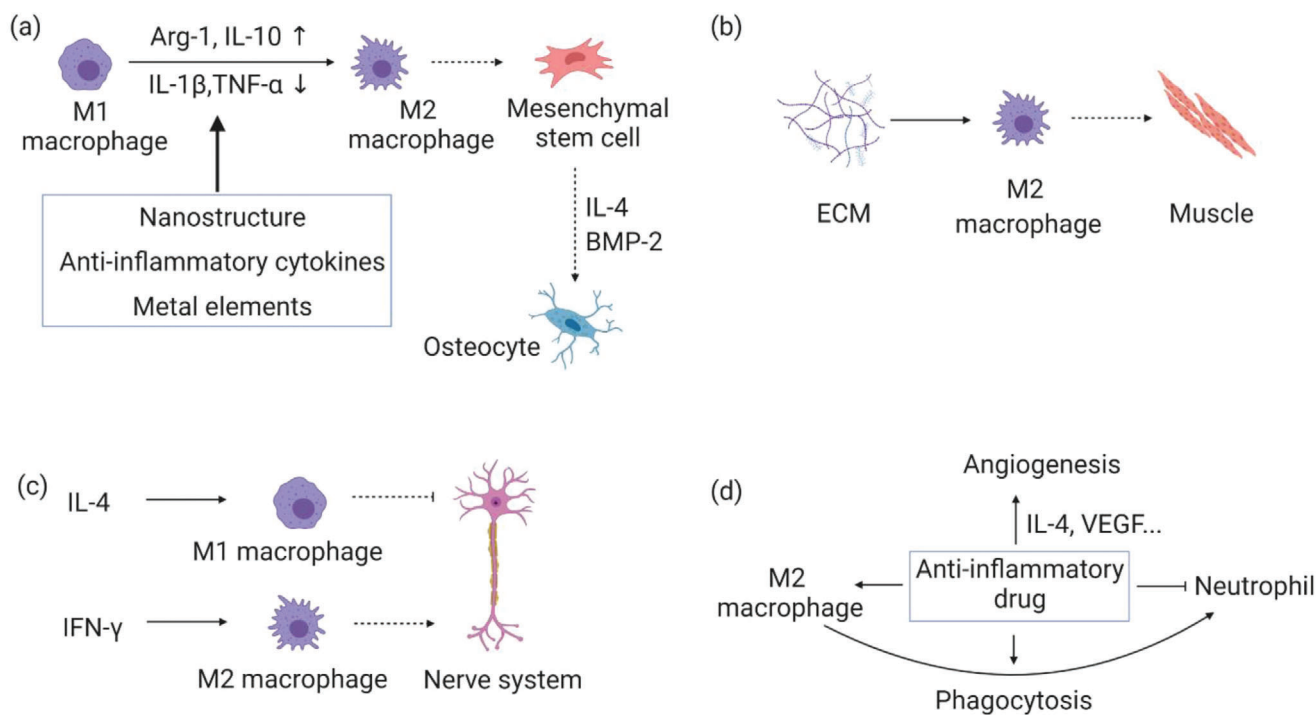 (a)
Arg-1, IL-10 ↑
IL-1β,TNF-α ↓
M1
macrophage
M2
macrophage
Mesenchymal
stem cell
Nanostructure
Anti-inflammatory cytokines
Metal elements
IL-4
BMP-2
Osteocyte
(b)
ECM
M2
macrophage
Muscle
(c)
IL-4
M1 macrophage
IFN-γ
M2 macrophage
Nerve system
(d)
Angiogenesis
IL-4, VEGF...
M2
macrophage
Anti-inflammatory
drug
Neutrophil
Phagocytosis